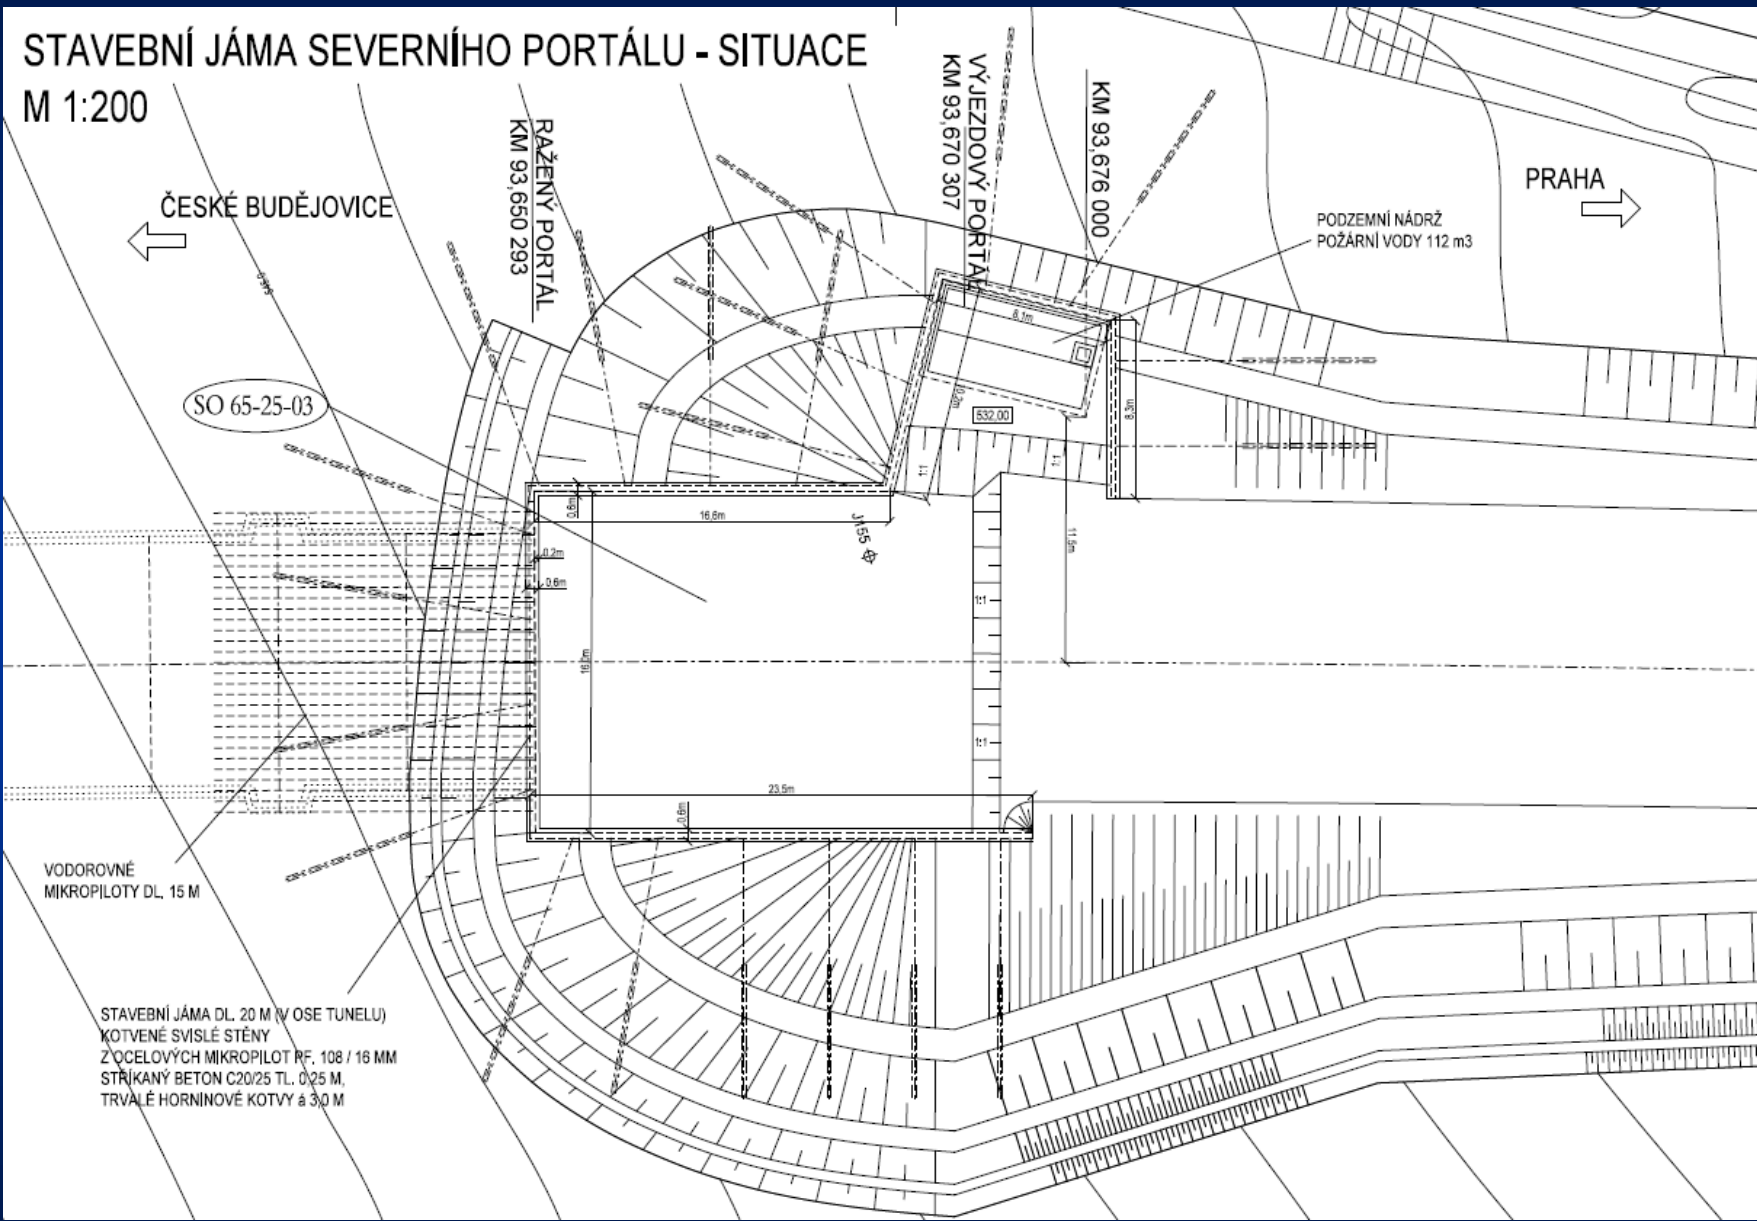 STAVEBNÍ JÁMA SEVERNÍHO PORTÁLU - SITUACE
M 1:200
ČESKÉ BUDĚJOVICE
RAŽENÝ PORTÁL
KM 93,650 293
VÝJEZDOVÝ PORTÁL
KM 93,670 307
KM 93,676 000
PRAHA
PODZEMNÍ NÁDRŽ
POŽÁRNÍ VODY 112 m3
SO 65-25-03
8,1m
532,00
8,3m
1:1
1:1
0,6m
16,6m
J155
11,5m
0,2m
0,6m
1:1
16,0m
1:1
23,5m
0,6m
VODOROVNÉ
MIKROPILOTY DL. 15 M
STAVEBNÍ JÁMA DL. 20 M (V OSE TUNELU)
KOTVENÉ SVISLÉ STĚNY
Z OCELOVÝCH MIKROPILOT PF. 108 / 16 MM
STŘÍKANÝ BETON C20/25 TL. 0,25 M,
TRVALÉ HORNINOVÉ KOTVY á 3,0 M